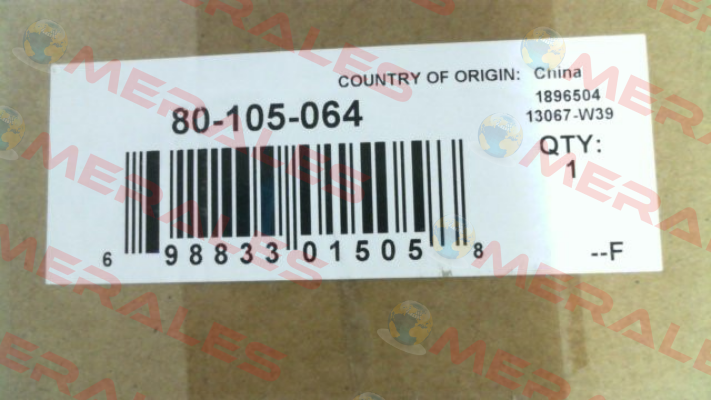 COUNTRY OF ORIGIN: China
80-105-064
1896504
13067-W39
QTY:
1
6 98833 01505 8
--F
MERALES
MERALES
MERALES
MERALES
MERALES
MERALES